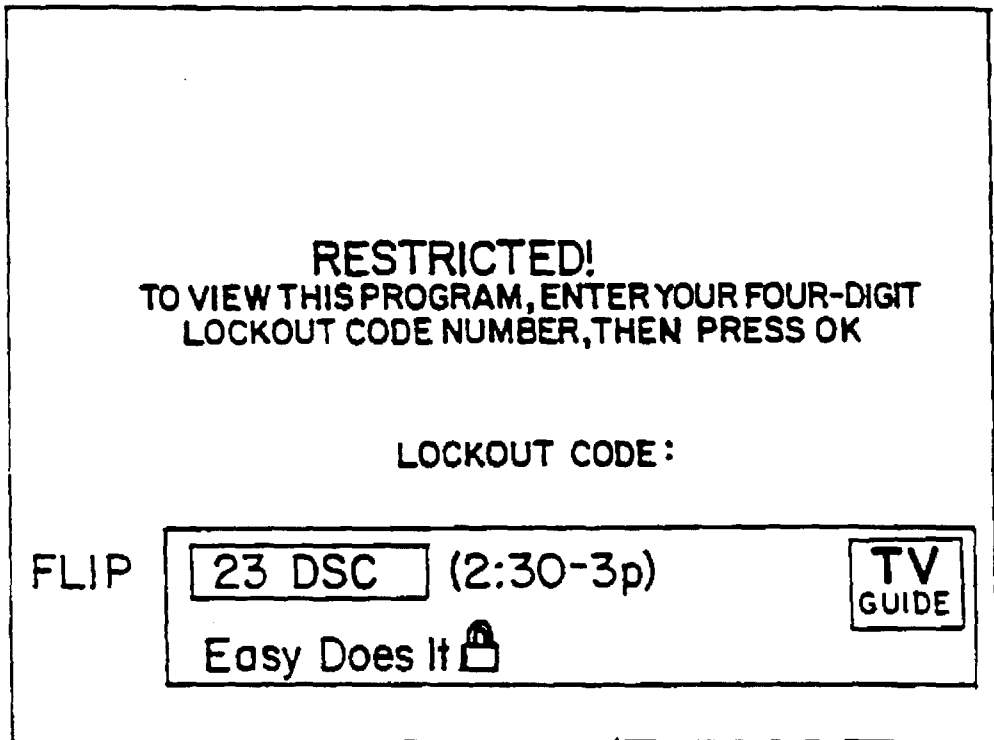 RESTRICTED!
TO VIEW THIS PROGRAM, ENTER YOUR FOUR-DIGIT
LOCKOUT CODE NUMBER, THEN PRESS OK
LOCKOUT CODE:
FLIP
23 DSC (2:30-3p)
TV
GUIDE
Easy Does It